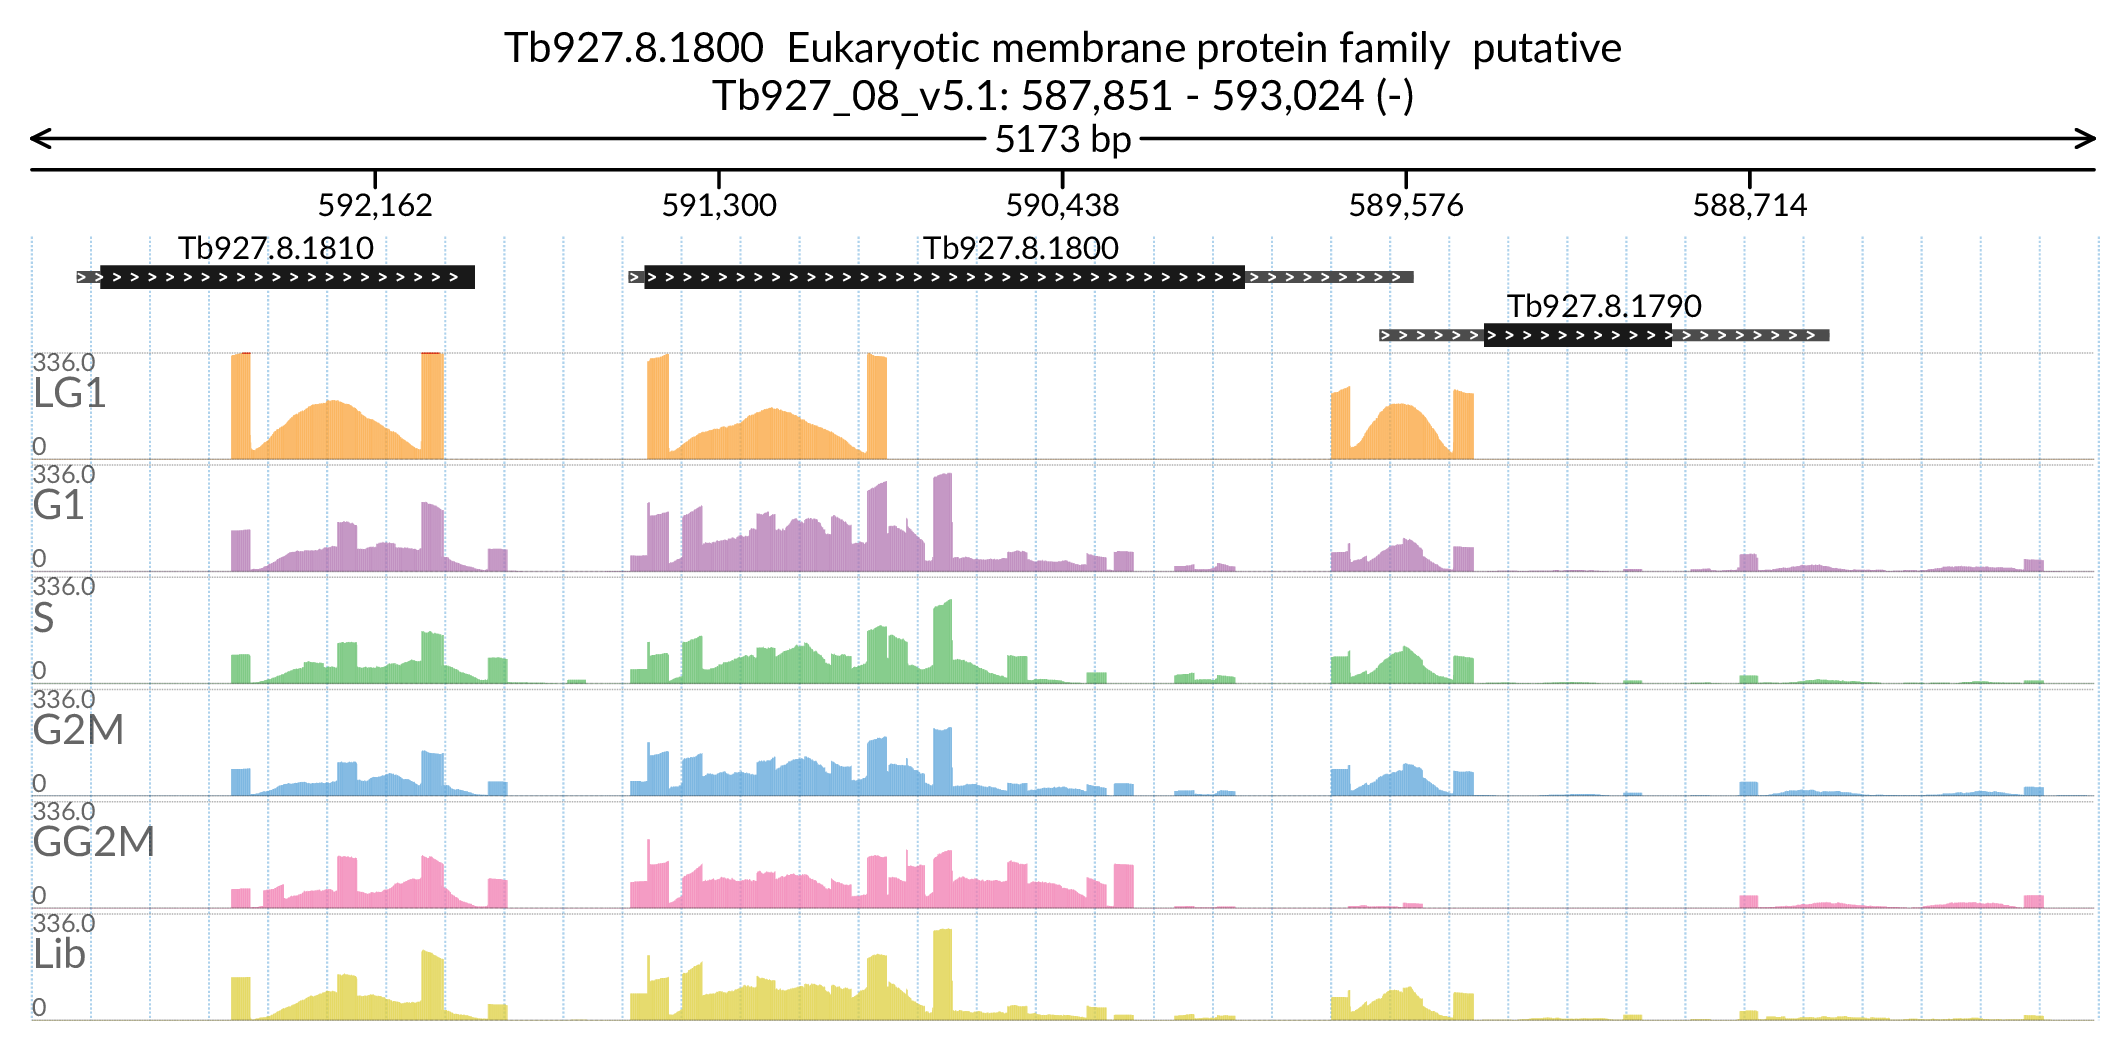 Tb927.8.1800 Eukaryotic membrane protein family putative
Tb927_08_v5.1: 587,851 - 593,024 (-)
5173 bp
592,162 591,300 590,438 589,576 588,714
Tb927.8.1810 Tb927.8.1800
Tb927.8.1790
336.0
LG1
0
336.0
G1
0
336.0
S
0
336.0
G2M
0
336.0
GG2M
0
336.0
Lib
0